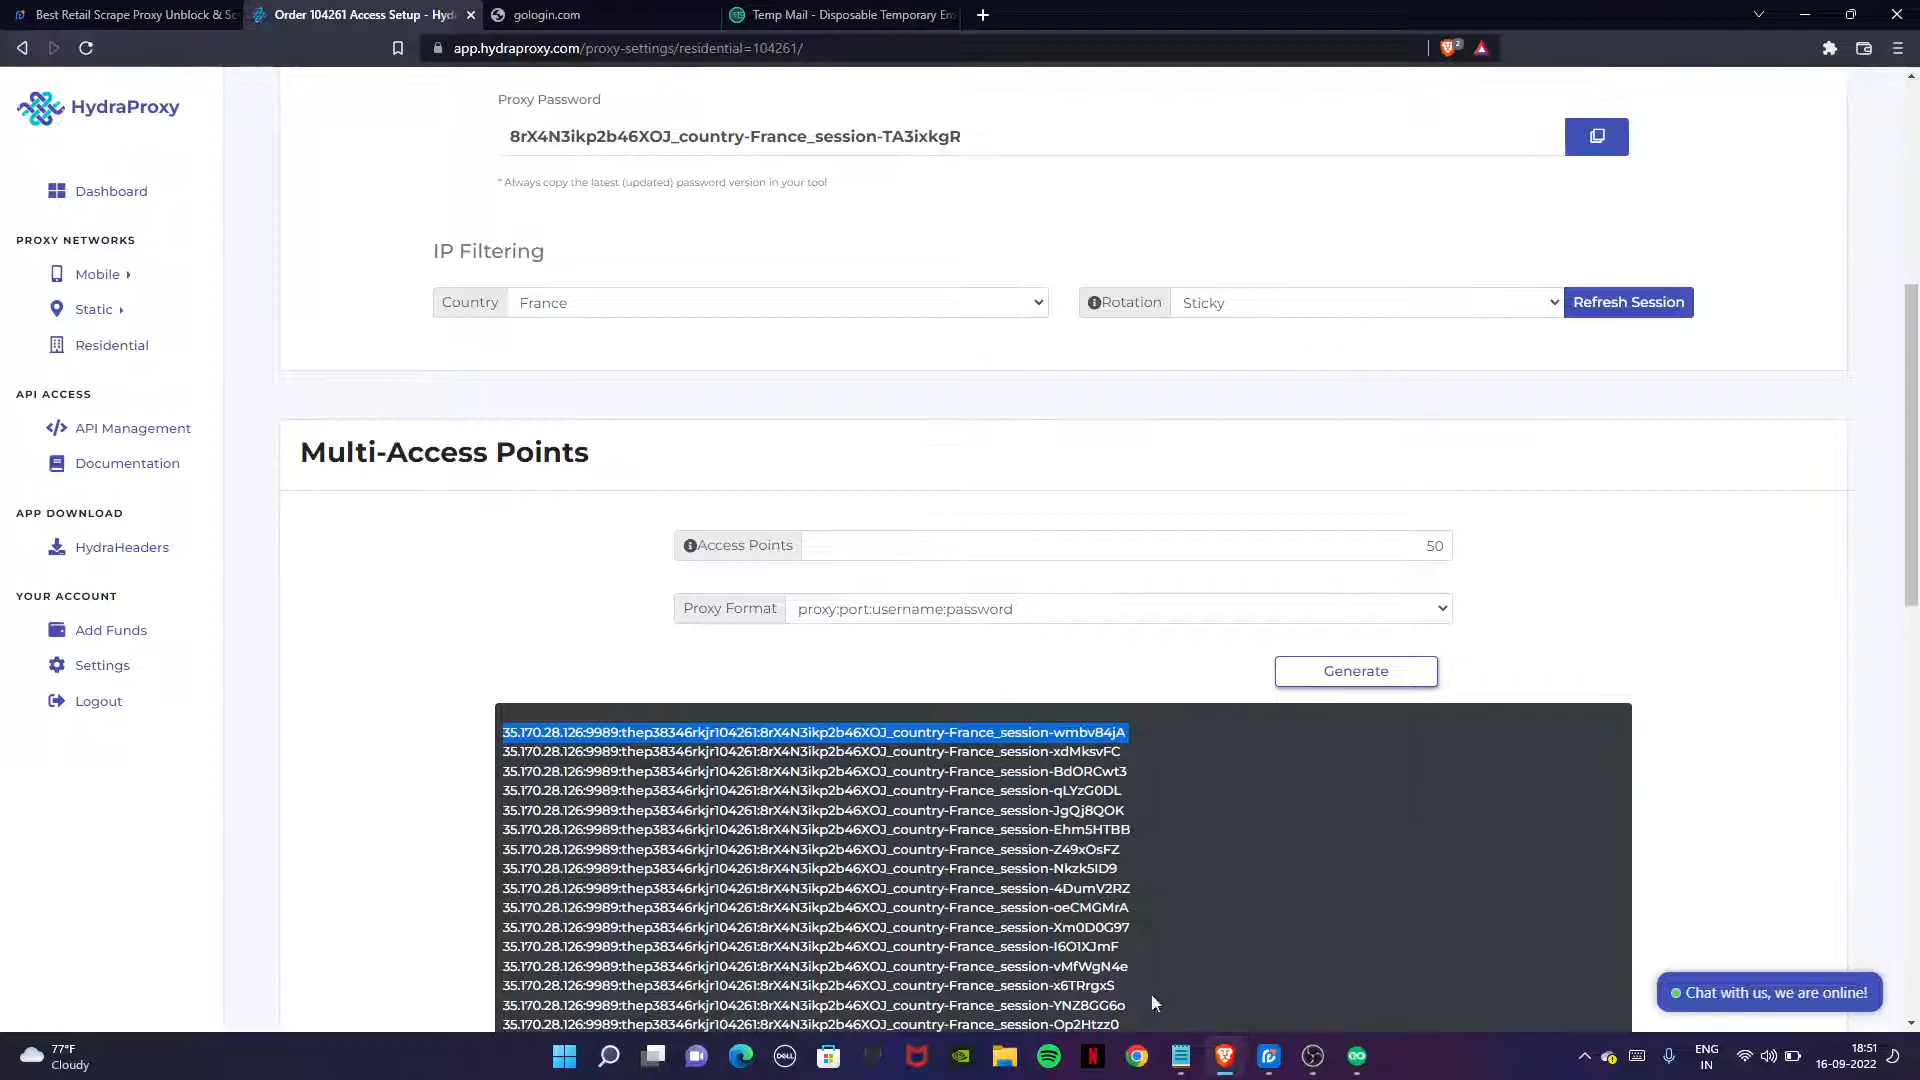 Best Retail Scrape Proxy Unblock & Sc
Order 104261 Access Setup - Hydr
gologin.com
Temp Mail - Disposable Temporary Em
app.hydraproxy.com/proxy-settings/residential=104261/
2
HydraProxy
Dashboard
PROXY NETWORKS
Mobile
Static
Residential
API ACCESS
API Management
Documentation
APP DOWNLOAD
HydraHeaders
YOUR ACCOUNT
Add Funds
Settings
Logout
Proxy Password
8rX4N3ikp2b46XOJ_country-France_session-TA3ixkgR
* Always copy the latest (updated) password version in your tool
IP Filtering
Country France
Rotation Sticky Refresh Session
Multi-Access Points
Access Points 50
Proxy Format proxy:port:username:password
Generate
35.170.28.126:9989:thep38346rkjr104261:8rX4N3ikp2b46XOJ_country-France_session-wmbv84jA
35.170.28.126:9989:thep38346rkjr104261:8rX4N3ikp2b46XOJ_country-France_session-xdMksvFC
35.170.28.126:9989:thep38346rkjr104261:8rX4N3ikp2b46XOJ_country-France_session-BdORCwt3
35.170.28.126:9989:thep38346rkjr104261:8rX4N3ikp2b46XOJ_country-France_session-qLYzG0DL
35.170.28.126:9989:thep38346rkjr104261:8rX4N3ikp2b46XOJ_country-France_session-JgQj8QOK
35.170.28.126:9989:thep38346rkjr104261:8rX4N3ikp2b46XOJ_country-France_session-Ehm5HTBB
35.170.28.126:9989:thep38346rkjr104261:8rX4N3ikp2b46XOJ_country-France_session-Z49xOsFZ
35.170.28.126:9989:thep38346rkjr104261:8rX4N3ikp2b46XOJ_country-France_session-Nkzk5ID9
35.170.28.126:9989:thep38346rkjr104261:8rX4N3ikp2b46XOJ_country-France_session-4DumV2RZ
35.170.28.126:9989:thep38346rkjr104261:8rX4N3ikp2b46XOJ_country-France_session-oeCMGMrA
35.170.28.126:9989:thep38346rkjr104261:8rX4N3ikp2b46XOJ_country-France_session-Xm0D0G97
35.170.28.126:9989:thep38346rkjr104261:8rX4N3ikp2b46XOJ_country-France_session-I6O1XJmF
35.170.28.126:9989:thep38346rkjr104261:8rX4N3ikp2b46XOJ_country-France_session-vMfWgN4e
35.170.28.126:9989:thep38346rkjr104261:8rX4N3ikp2b46XOJ_country-France_session-x6TRrgxS
35.170.28.126:9989:thep38346rkjr104261:8rX4N3ikp2b46XOJ_country-France_session-YNZ8GG6o
35.170.28.126:9989:thep38346rkjr104261:8rX4N3ikp2b46XOJ_country-France_session-Op2Htzz0
Chat with us, we are online!
77°F
Cloudy
DELL
ENG
IN
18:51
16-09-2022